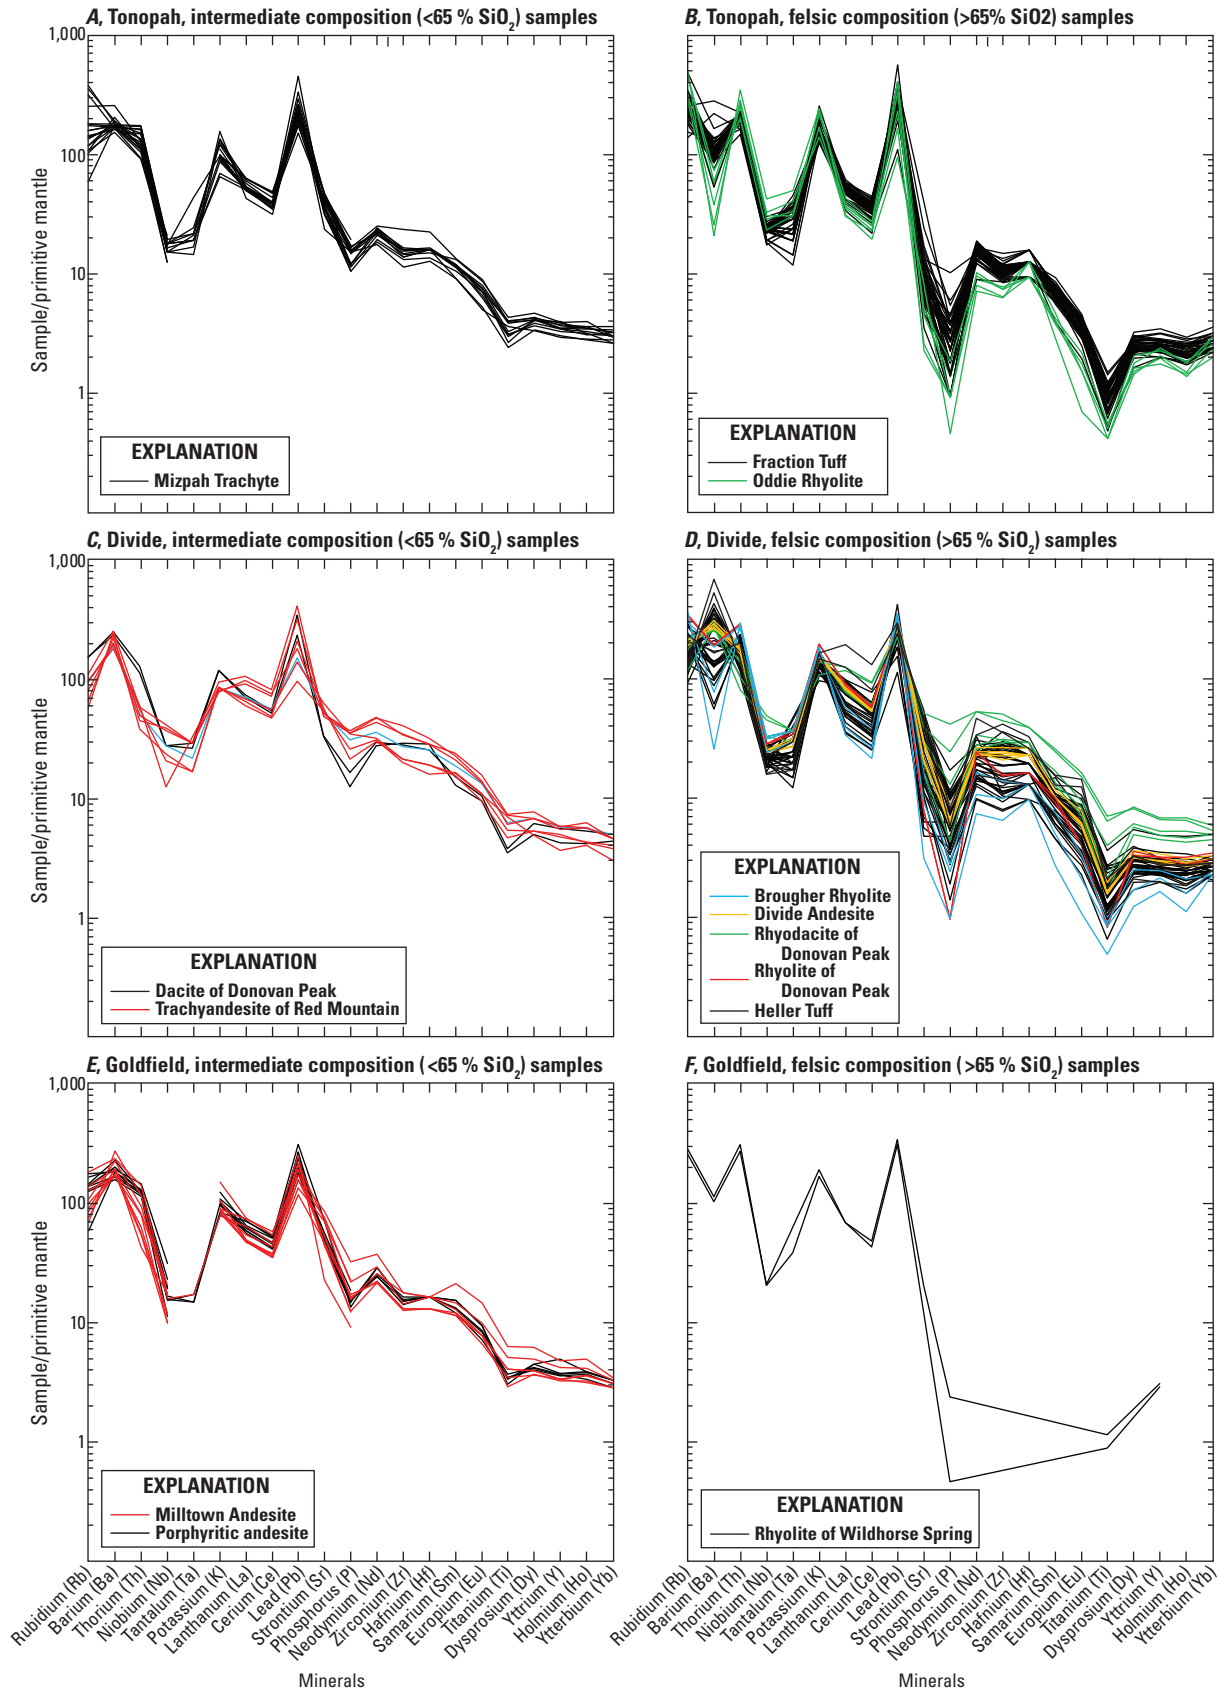 A, Tonopah, intermediate composition (<65 % SiO2) samples
1,000
100
10
1
Sample/primitive mantle
EXPLANATION
Mizpah Trachyte
B, Tonopah, felsic composition (>65% SiO2) samples
EXPLANATION
Fraction Tuff
Oddie Rhyolite
C, Divide, intermediate composition (<65 % SiO2) samples
1,000
100
10
1
Sample/primitive mantle
EXPLANATION
Dacite of Donovan Peak
Trachyandesite of Red Mountain
D, Divide, felsic composition (>65 % SiO2) samples
EXPLANATION
Brougher Rhyolite
Divide Andesite
Rhyodacite of
Donovan Peak
Rhyolite of
Donovan Peak
Heller Tuff
E, Goldfield, intermediate composition (<65 % SiO2) samples
1,000
100
10
1
Sample/primitive mantle
EXPLANATION
Milltown Andesite
Porphyritic andesite
Rubidium (Rb)
Barium (Ba)
Thorium (Th)
Niobium (Nb)
Tantalum (Ta)
Potassium (K)
Lanthanum (La)
Cerium (Ce)
Lead (Pb)
Strontium (Sr)
Phosphorus (P)
Neodymium (Nd)
Zirconium (Zr)
Hafnium (Hf)
Samarium (Sm)
Europium (Eu)
Titanium (Ti)
Dysprosium (Dy)
Yttrium (Y)
Holmium (Ho)
Ytterbium (Yb)
Minerals
F, Goldfield, felsic composition (>65 % SiO2) samples
EXPLANATION
Rhyolite of Wildhorse Spring
Rubidium (Rb)
Barium (Ba)
Thorium (Th)
Niobium (Nb)
Tantalum (Ta)
Potassium (K)
Lanthanum (La)
Cerium (Ce)
Lead (Pb)
Strontium (Sr)
Phosphorus (P)
Neodymium (Nd)
Zirconium (Zr)
Hafnium (Hf)
Samarium (Sm)
Europium (Eu)
Titanium (Ti)
Dysprosium (Dy)
Yttrium (Y)
Holmium (Ho)
Ytterbium (Yb)
Minerals